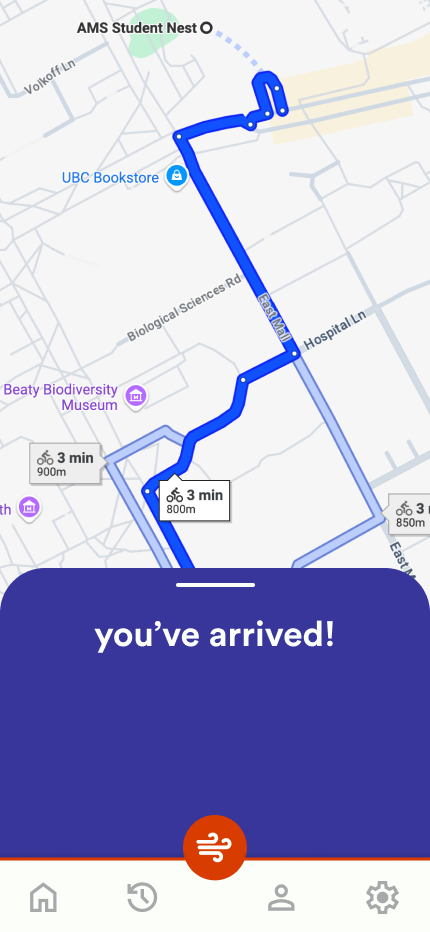 AMS Student Nest
Volkoff Ln
UBC Bookstore
Biological Sciences Rd
East Mall
Hospital Ln
Beaty Biodiversity
Museum
3 min
900m
3 min
800m
th
3
850m
East M
you've arrived!